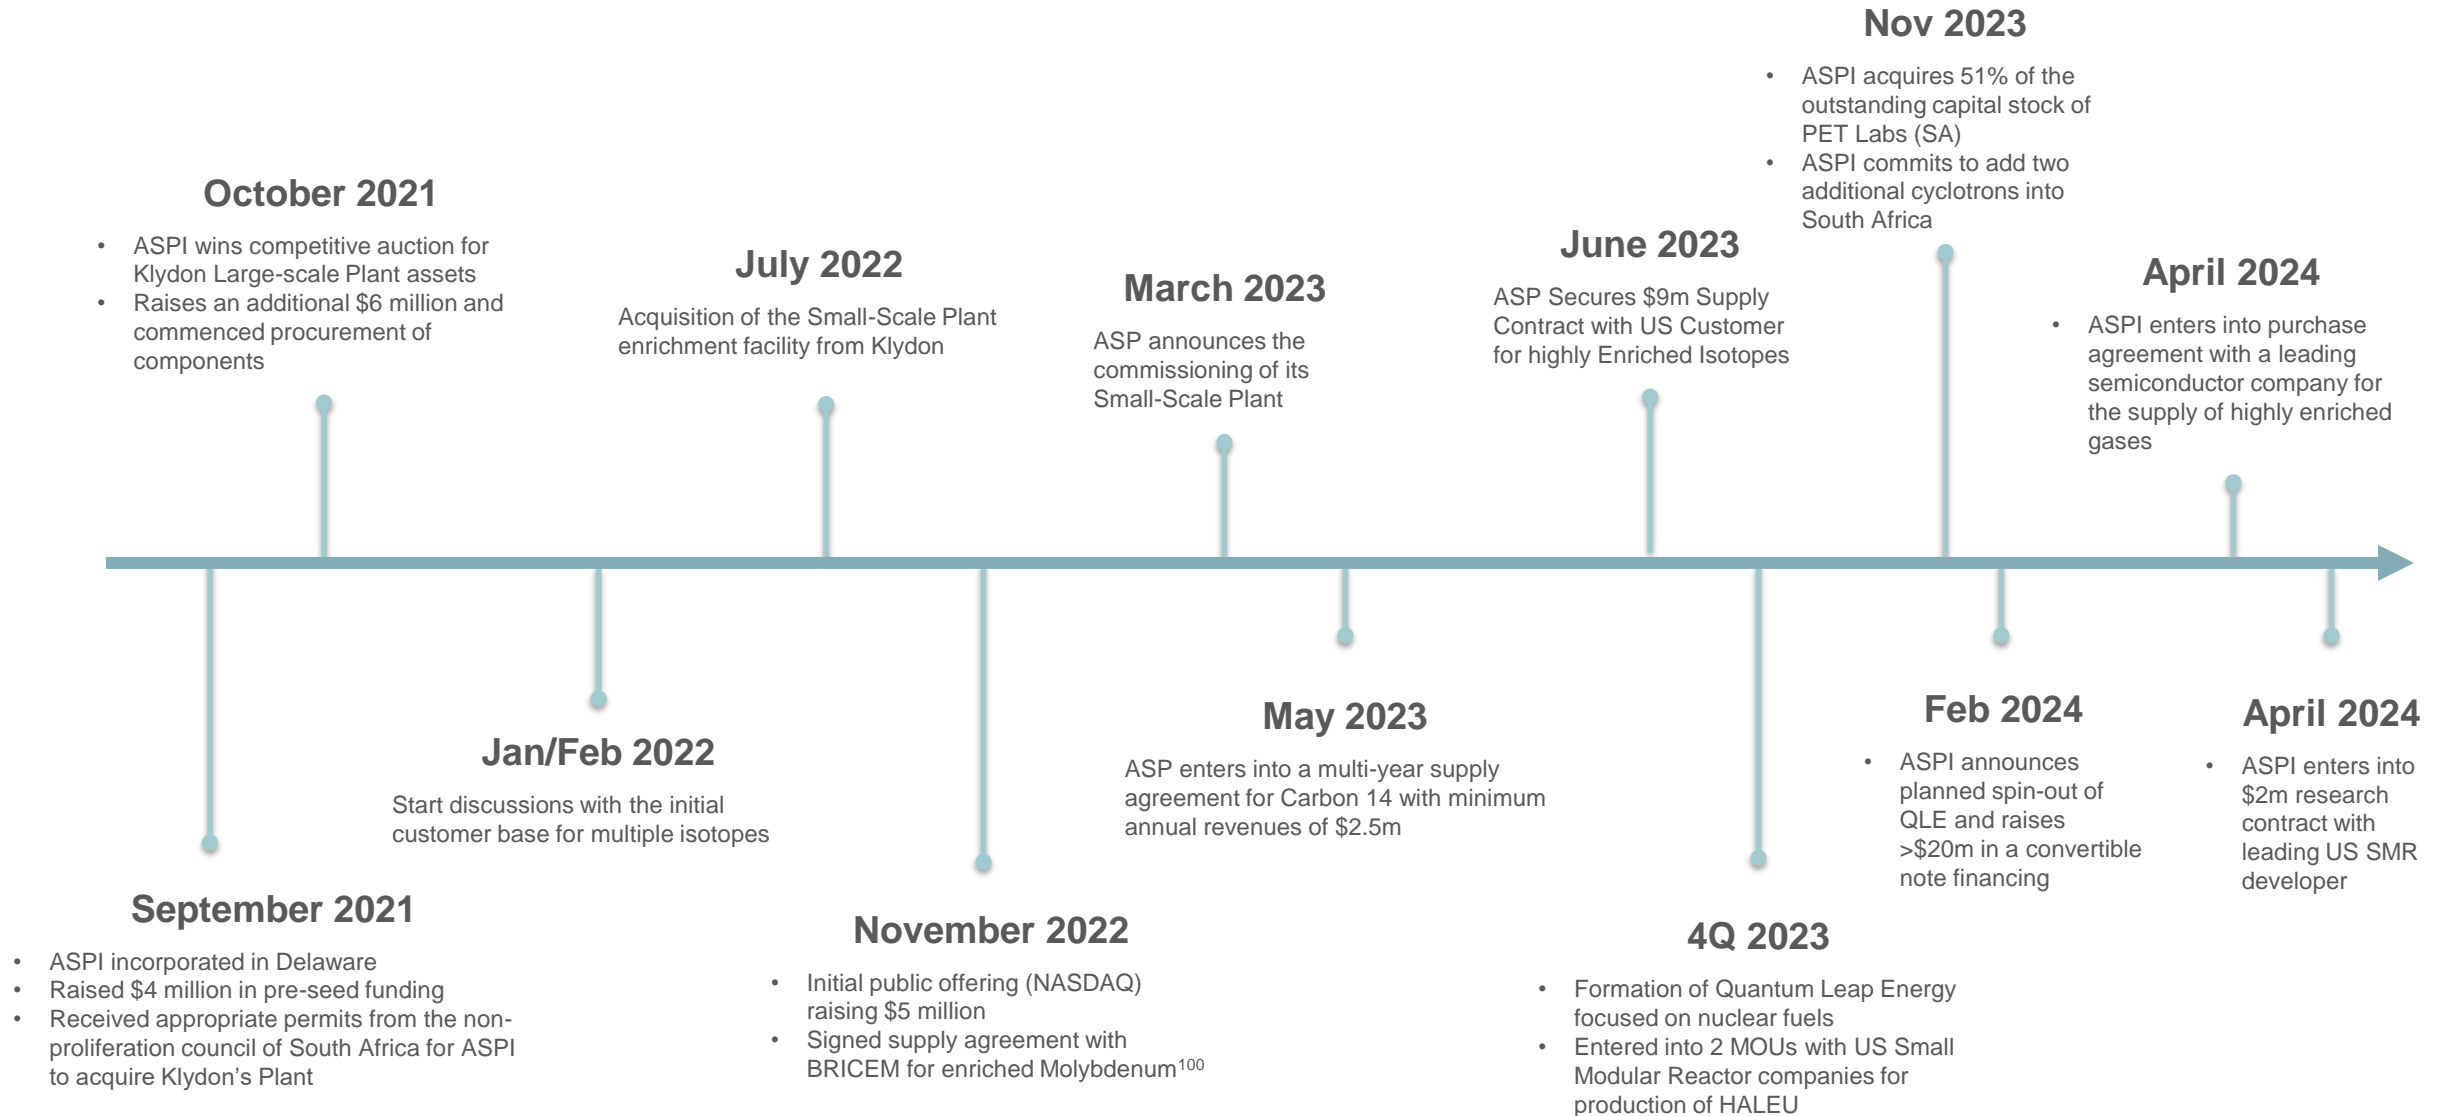 Nov 2023
• ASPI acquires 51% of the
outstanding capital stock of
PET Labs (SA)
• ASPI commits to add two
additional cyclotrons into
South Africa
October 2021
• ASPI wins competitive auction for
Klydon Large-scale Plant assets
• Raises an additional $6 million and
commenced procurement of
components
July 2022
Acquisition of the Small-Scale Plant
enrichment facility from Klydon
March 2023
ASP announces the
commissioning of its
Small-Scale Plant
June 2023
ASP Secures $9m Supply
Contract with US Customer
for highly Enriched Isotopes
April 2024
• ASPI enters into purchase
agreement with a leading
semiconductor company for
the supply of highly enriched
gases
September 2021
• ASPI incorporated in Delaware
• Raised $4 million in pre-seed funding
• Received appropriate permits from the non-
proliferation council of South Africa for ASPI
to acquire Klydon’s Plant
Jan/Feb 2022
Start discussions with the initial
customer base for multiple isotopes
November 2022
• Initial public offering (NASDAQ)
raising $5 million
• Signed supply agreement with
BRICEM for enriched Molybdenum¹⁰⁰
May 2023
ASP enters into a multi-year supply
agreement for Carbon 14 with minimum
annual revenues of $2.5m
4Q 2023
• Formation of Quantum Leap Energy
focused on nuclear fuels
• Entered into 2 MOUs with US Small
Modular Reactor companies for
production of HALEU
Feb 2024
• ASPI announces
planned spin-out of
QLE and raises
>$20m in a convertible
note financing
April 2024
• ASPI enters into
$2m research
contract with
leading US SMR
developer